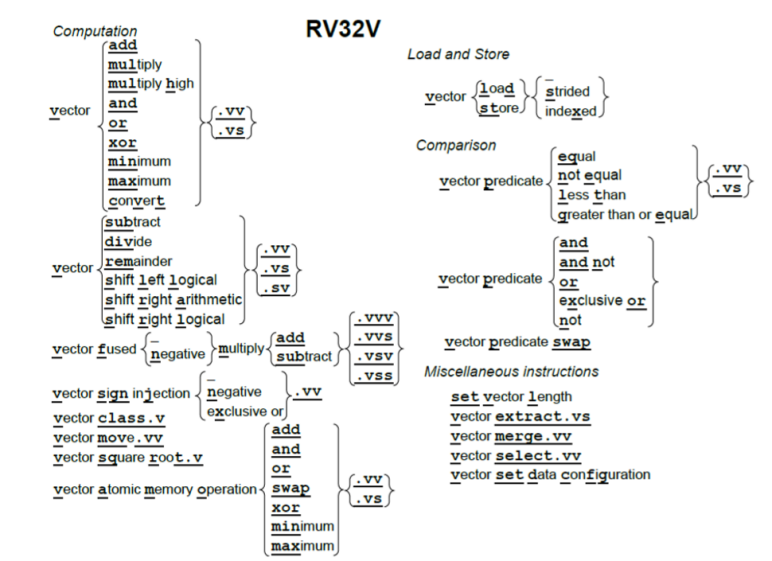 RV32V
Computation
vector
add
multiply
multiply high
and
or
xor
minimum
maximum
convert
.vv
.vs
vector
subtract
divide
remainder
shift left logical
shift right arithmetic
shift right logical
.vv
.vs
.sv
vector fused
–
negative
multiply
add
subtract
.vvv
.vvs
.vsv
.vss
vector sign injection
–
negative
exclusive or
.vv
vector class.v
vector move.vv
vector square root.v
vector atomic memory operation
add
and
or
swap
xor
minimum
maximum
.vv
.vs
Load and Store
vector
load
store
–
strided
indexed
Comparison
vector predicate
equal
not equal
less than
greater than or equal
.vv
.vs
vector predicate
and
and not
or
exclusive or
not
vector predicate swap
Miscellaneous instructions
set vector length
vector extract.vs
vector merge.vv
vector select.vv
vector set data configuration